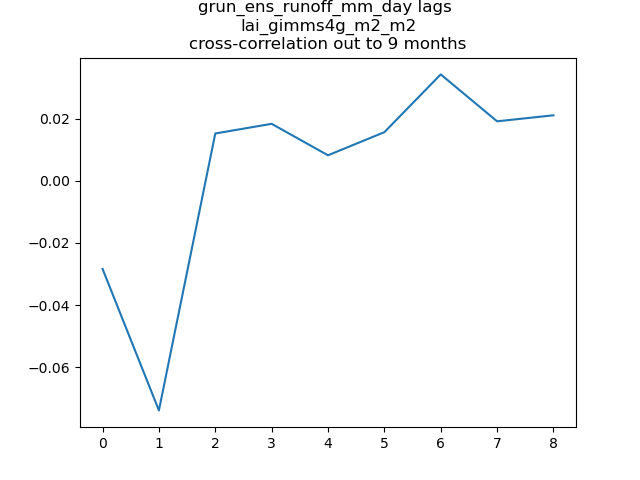 grun_ens_runoff_mm_day lags
lai_gimms4g_m2_m2
cross-correlation out to 9 months
0.02
0.00
−0.02
−0.04
−0.06
0 1 2 3 4 5 6 7 8